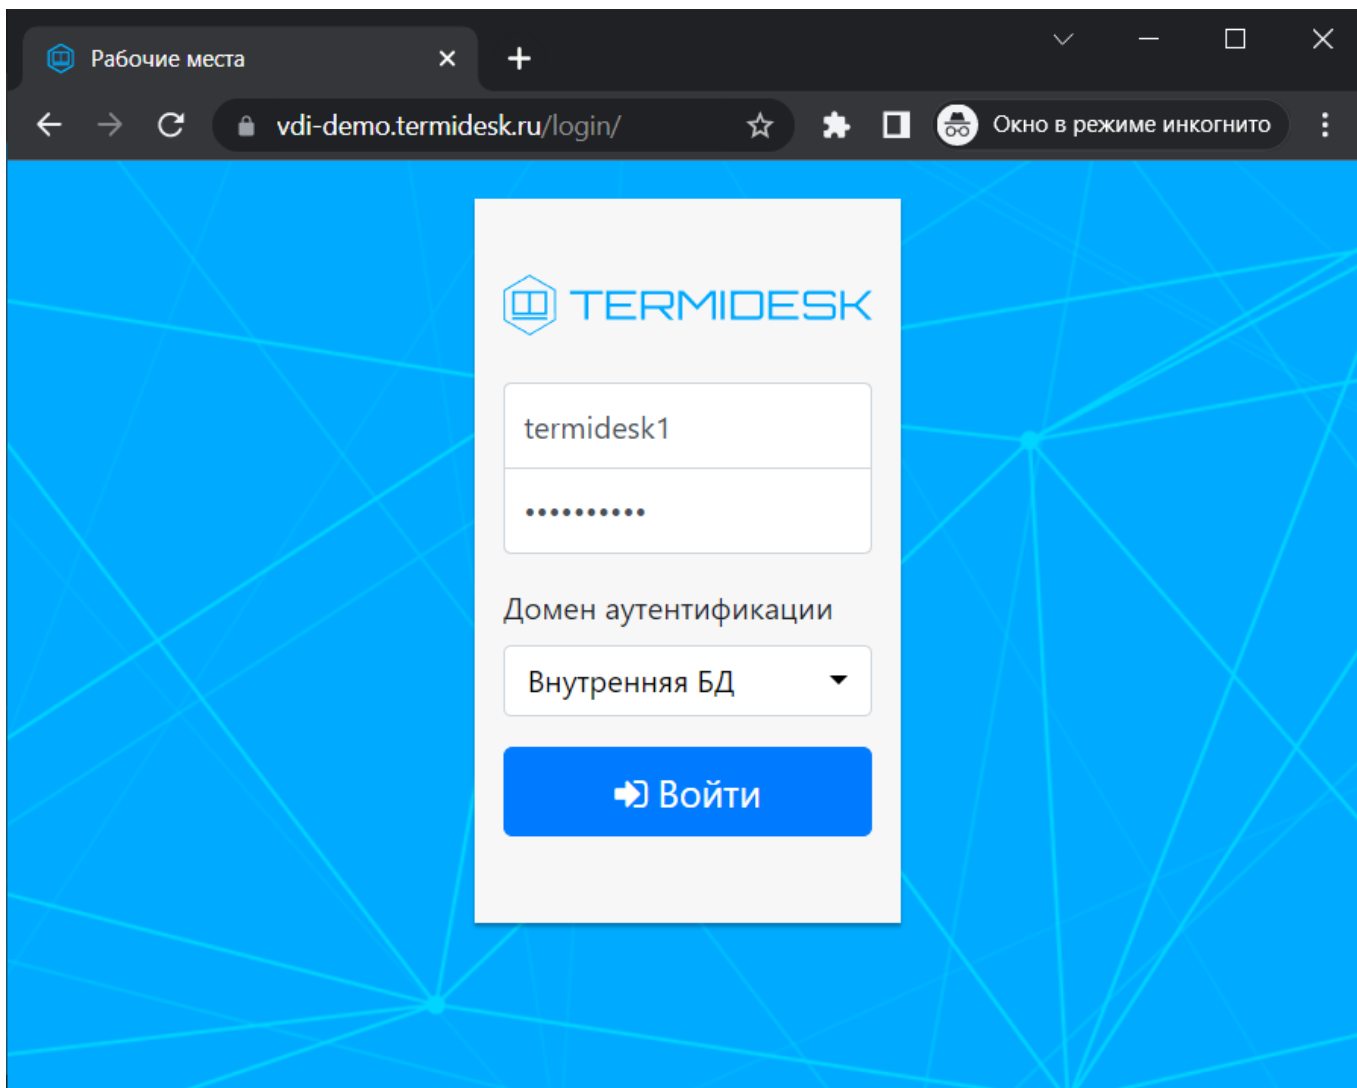 Рабочие места
vdi-demo.termidesk.ru/login/
Окно в режиме инкогнито
TERMIDESK
termidesk1
••••••••••
Домен аутентификации
Внутренняя БД
Войти